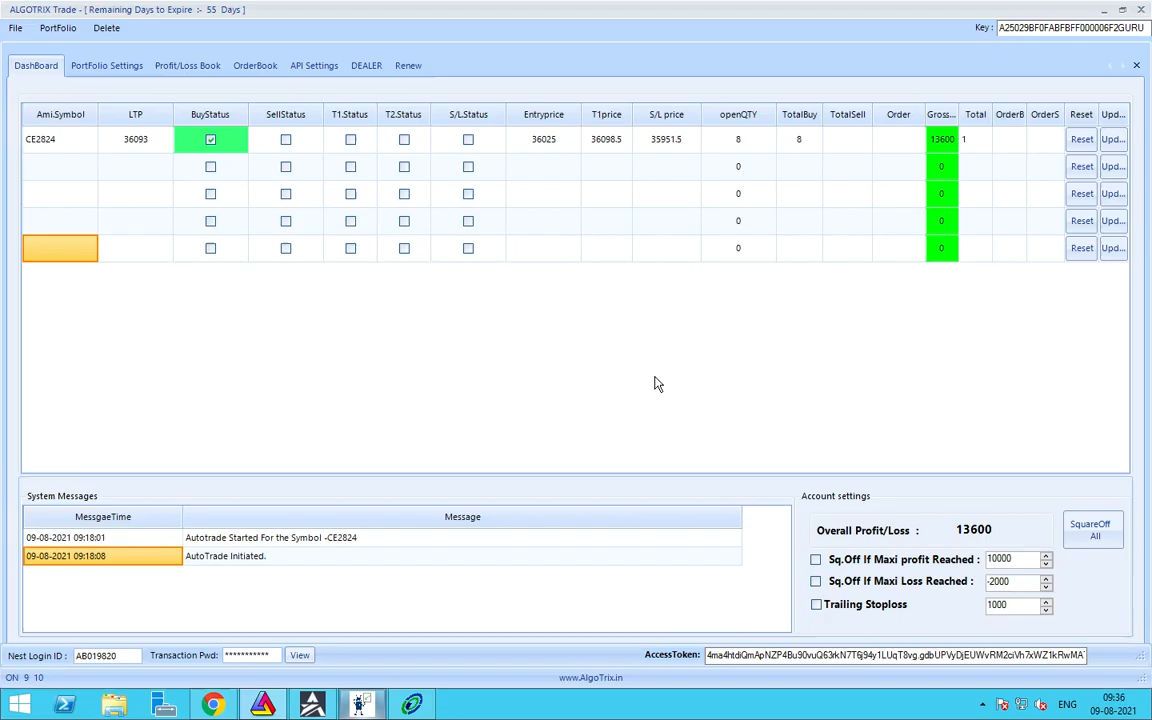 ALGOTRIX Trade - [ Remaining Days to Expire :- 55 Days ]
File PortFolio Delete Key : A25029BF0FABFBFF000006F2GURU
DashBoard PortFolio Settings Profit/Loss Book OrderBook API Settings DEALER Renew
Ami.Symbol LTP BuyStatus SellStatus T1.Status T2.Status S/L.Status Entryprice T1price S/L price openQTY TotalBuy TotalSell Order Gross... Total OrderB OrderS Reset Upd...
CE2824 36093 36025 36098.5 35951.5 8 8 13600 1 Reset Upd...
0 0 Reset Upd...
0 0 Reset Upd...
0 0 Reset Upd...
0 0 Reset Upd...
System Messages
MessgaeTime Message
09-08-2021 09:18:01 Autotrade Started For the Symbol -CE2824
09-08-2021 09:18:08 AutoTrade Initiated.
Account settings
Overall Profit/Loss : 13600
SquareOff All
Sq.Off If Maxi profit Reached : 10000
Sq.Off If Maxi Loss Reached : -2000
Trailing Stoploss 1000
Nest Login ID : AB019820 Transaction Pwd: *********** View AccessToken:
ON 9 10 www.AlgoTrix.in
ENG 09:36
09-08-2021